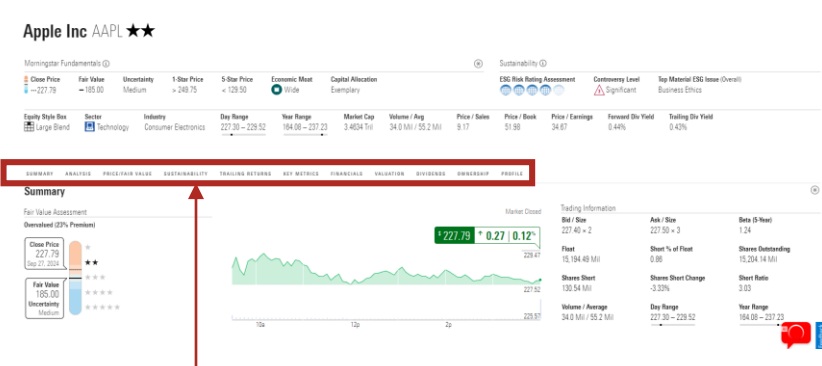 Apple Inc AAPL ★★
Morningstar Fundamentals
Sustainability
Close Price Fair Value Uncertainty 1-Star Price 5-Star Price Economic Moat Capital Allocation
227.79 185.00 Medium > 249.75 < 129.50 Wide Exemplary
ESG Risk Rating Assessment Controversy Level Top Material ESG Issue (Overall)
Significant Business Ethics
Equity Style Box Sector Industry Day Range Year Range Market Cap Volume / Avg Price / Sales Price / Book Price / Earnings Forward Div Yield Trailing Div Yield
Large Blend Technology Consumer Electronics 227.30 – 229.52 164.08 – 237.23 3.4634 Tril 34.0 Mil / 55.2 Mil 9.17 51.98 34.67 0.44% 0.43%
SUMMARY ANALYSIS PRICE/FAIR VALUE SUSTAINABILITY TRAILING RETURNS KEY METRICS FINANCIALS VALUATION DIVIDENDS OWNERSHIP PROFILE
Summary
Fair Value Assessment
Market Closed
Overvalued (23% Premium)
Close Price
227.79
Sep 27, 2024
★
★★
★★★
★★★★
★★★★★
Fair Value
185.00
Uncertainty
Medium
$227.79 ↑ 0.27 | 0.12%
229.47
227.52
225.57
10a 12p 2p
Trading Information
Bid / Size Ask / Size Beta (5-Year)
227.40 × 2 227.50 × 3 1.24
Float Short % of Float Shares Outstanding
15,194.49 Mil 0.86 15,204.14 Mil
Shares Short Shares Short Change Short Ratio
130.54 Mil -3.33% 3.03
Volume / Average Day Range Year Range
34.0 Mil / 55.2 Mil 227.30 – 229.52 164.08 – 237.23